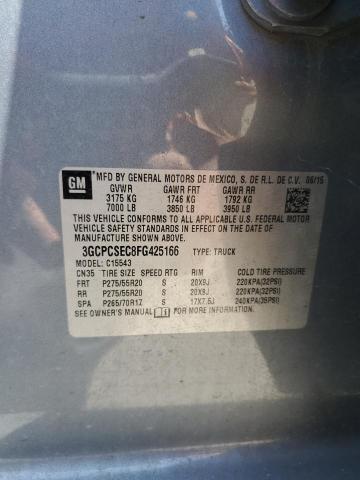 GM
MFD BY GENERAL MOTORS DE MEXICO, S. DE R.L. DE C.V. 06/15
GVWR GAWR FRT GAWR RR
3175 KG 1746 KG 1792 KG
7000 LB 3850 LB 3950 LB
THIS VEHICLE CONFORMS TO ALL APPLICABLE U.S. FEDERAL MOTOR
VEHICLE SAFETY STANDARDS IN EFFECT ON THE DATE OF
MANUFACTURE SHOWN ABOVE.
3GCPCSEC8FG425166 TYPE: TRUCK
MODEL: C15543
CN35 TIRE SIZE SPEED RTG RIM COLD TIRE PRESSURE
FRT P275/55R20 S 20X9J 220KPA(32PSI)
RR P275/55R20 S 20X9J 220KPA(32PSI)
SPA P265/70R17 S 17X7.5J 240KPA(35PSI)
SEE OWNER'S MANUAL FOR MORE INFORMATION.